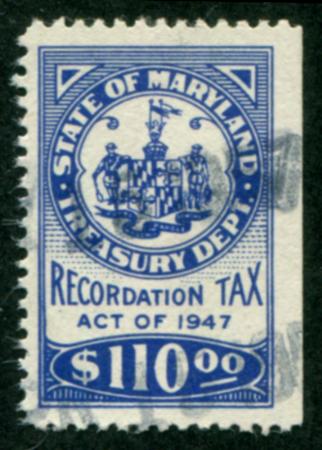 STATE OF MARYLAND
TREASURY DEPT.
RECORDATION TAX
ACT OF 1947
$110.00